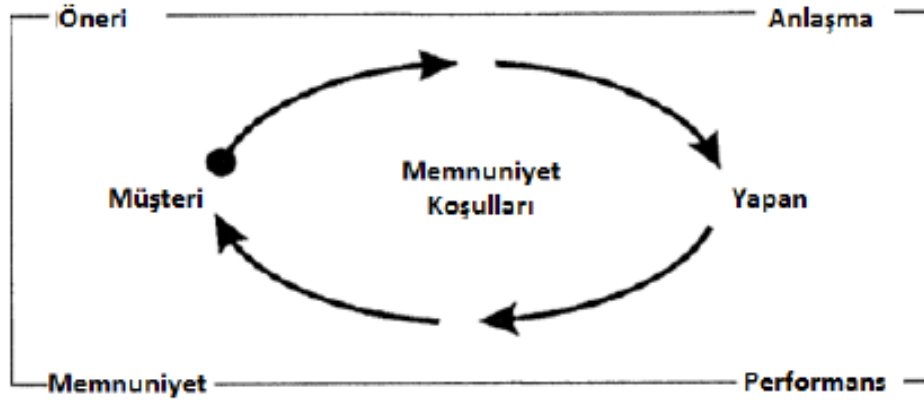 Öneri
Anlaşma
Memnuniyet
Koşulları
Müşteri
Yapan
Memnuniyet
Performans